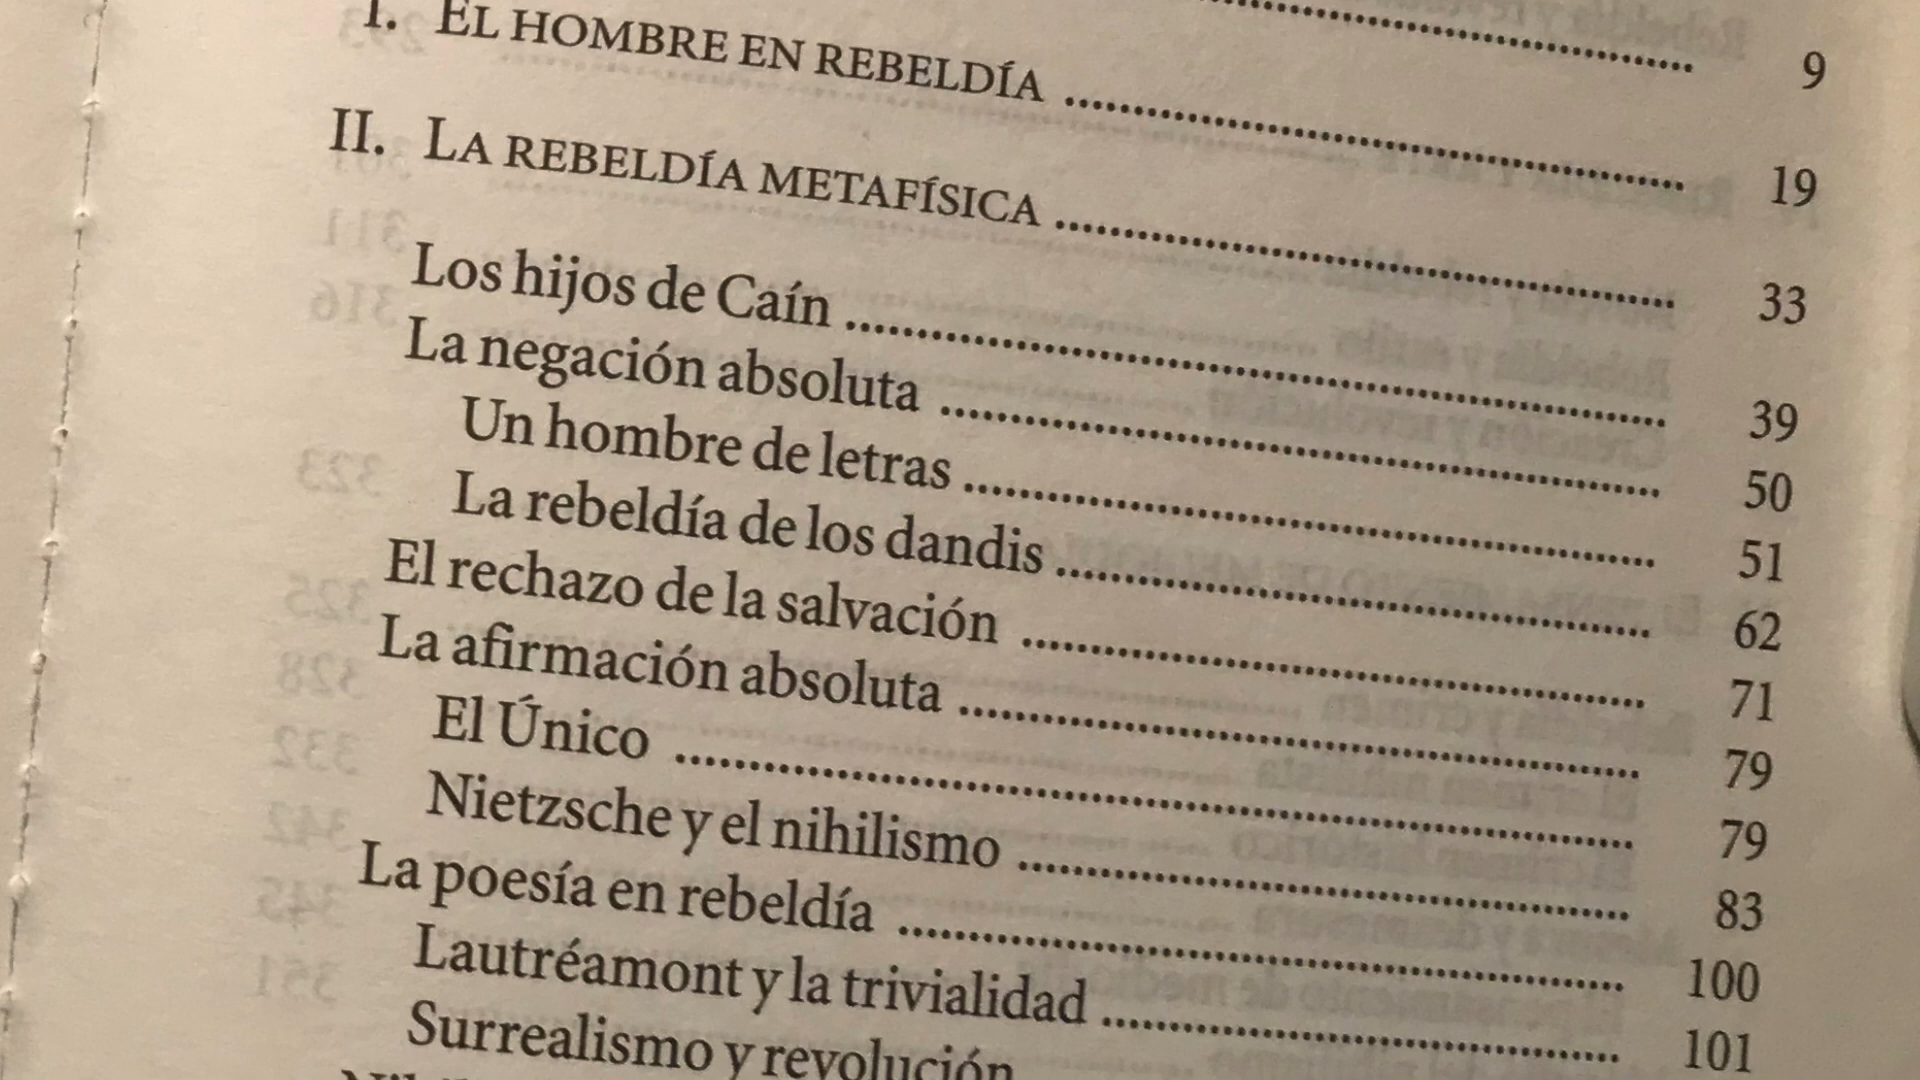 9
I. EL HOMBRE EN REBELDÍA ........ 19
II. LA REBELDÍA METAFÍSICA ........ 33
Los hijos de Caín ........ 39
La negación absoluta ........ 50
Un hombre de letras ........ 51
La rebeldía de los dandis ........ 62
El rechazo de la salvación ........ 71
La afirmación absoluta ........ 79
El Único ........ 79
Nietzsche y el nihilismo ........ 83
La poesía en rebeldía ........ 100
Lautréamont y la trivialidad ........ 101
Surrealismo y revolución